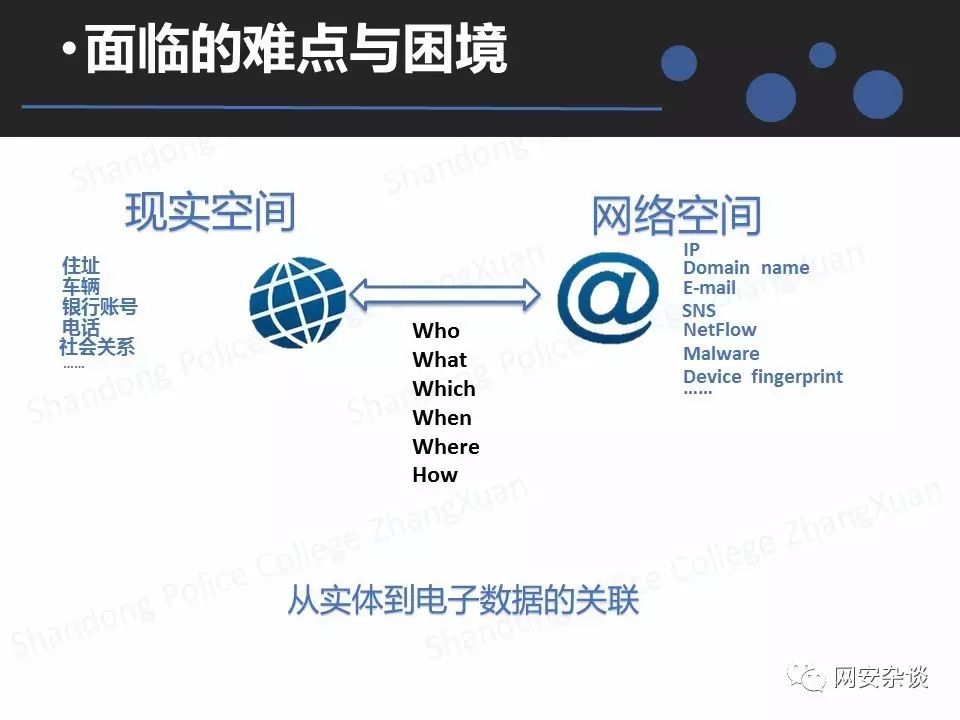 •面临的难点与困境
现实空间
网络空间
住址
车辆
银行账号
电话
社会关系
……
IP
Domain name
E-mail
SNS
NetFlow
Malware
Device fingerprint
……
Who
What
Which
When
Where
How
从实体到电子数据的关联
Shandong Police College ZhangXuan
网安杂谈